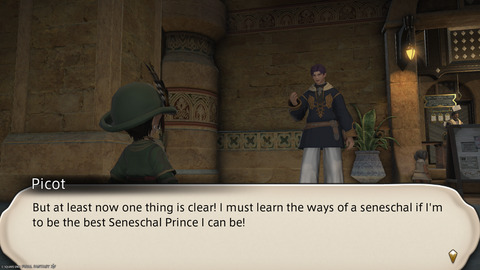 Picot
But at least now one thing is clear! I must learn the ways of a seneschal if I'm
to be the best Seneschal Prince I can be!